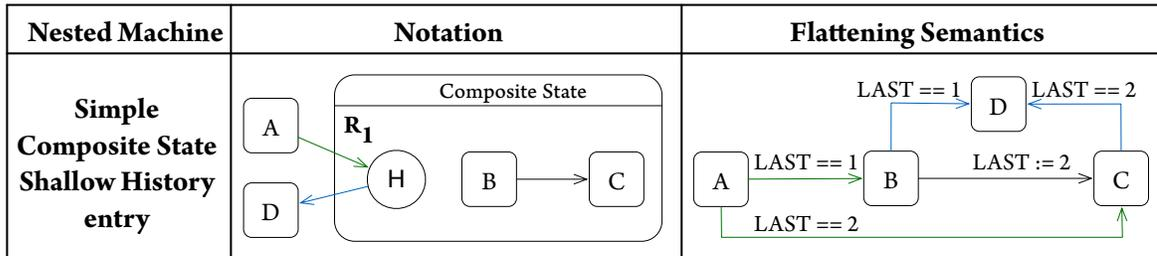 Nested Machine
Notation
Flattening Semantics
Simple
Composite State
Shallow History
entry
Composite State
R1
A
H
B
C
D
LAST == 1
LAST == 2
D
LAST == 1
LAST := 2
A
B
C
LAST == 2